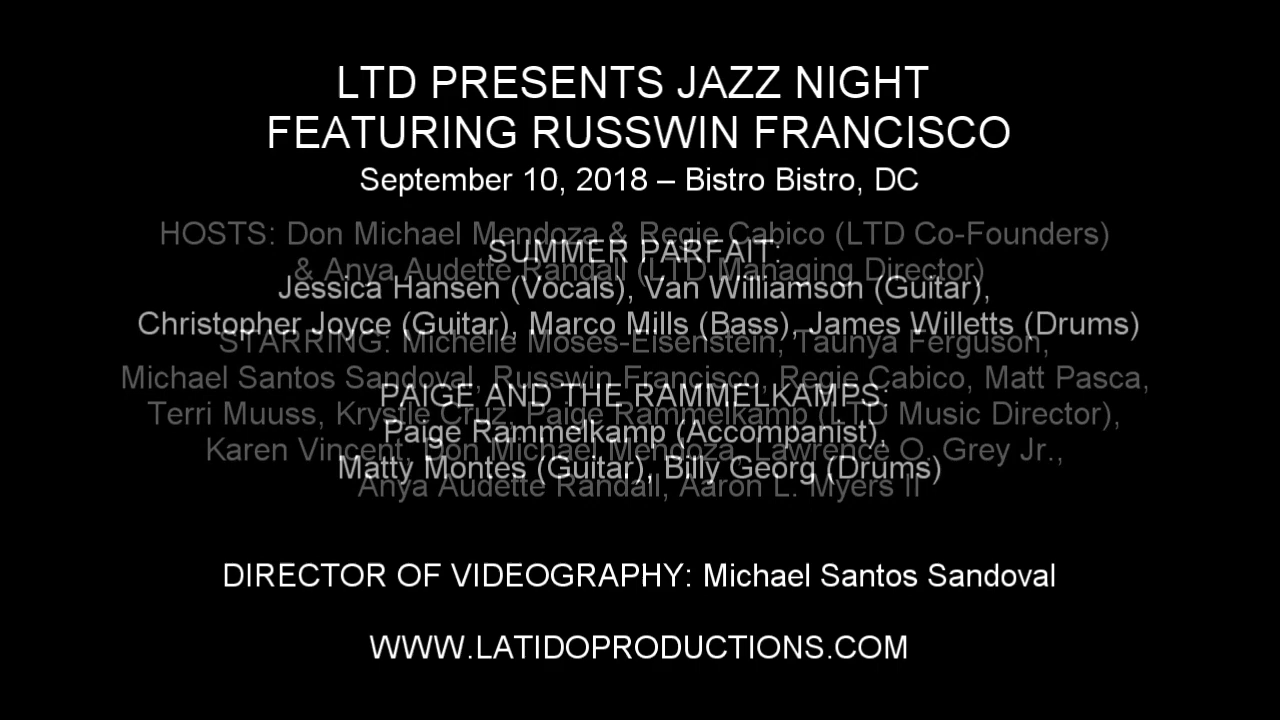 LTD PRESENTS JAZZ NIGHT
FEATURING RUSSWIN FRANCISCO
September 10, 2018 – Bistro Bistro, DC
HOSTS: Don Michael Mendoza & Regie Cabico (LTD Co-Founders)
SUMMER PARFAIT:
& Anya Audette Randall (LTD Managing Director)
Jessica Hansen (Vocals), Van Williamson (Guitar),
Christopher Joyce (Guitar), Marco Mills (Bass), James Willetts (Drums)
STARRING: Michelle Moses-Eisenstein, Taunya Ferguson,
Michael Santos Sandoval, Russwin Francisco, Regie Cabico, Matt Pasca,
PAIGE AND THE RAMMELKAMPS:
Terri Muuss, Krystle Cruz, Paige Rammelkamp (LTD Music Director),
Paige Rammelkamp (Accompanist),
Karen Vincent, Don Michael Mendoza, Lawrence O. Grey Jr.,
Matty Montes (Guitar), Billy Georg (Drums)
Anya Audette Randall, Aaron L. Myers II
DIRECTOR OF VIDEOGRAPHY: Michael Santos Sandoval
WWW.LATIDOPRODUCTIONS.COM